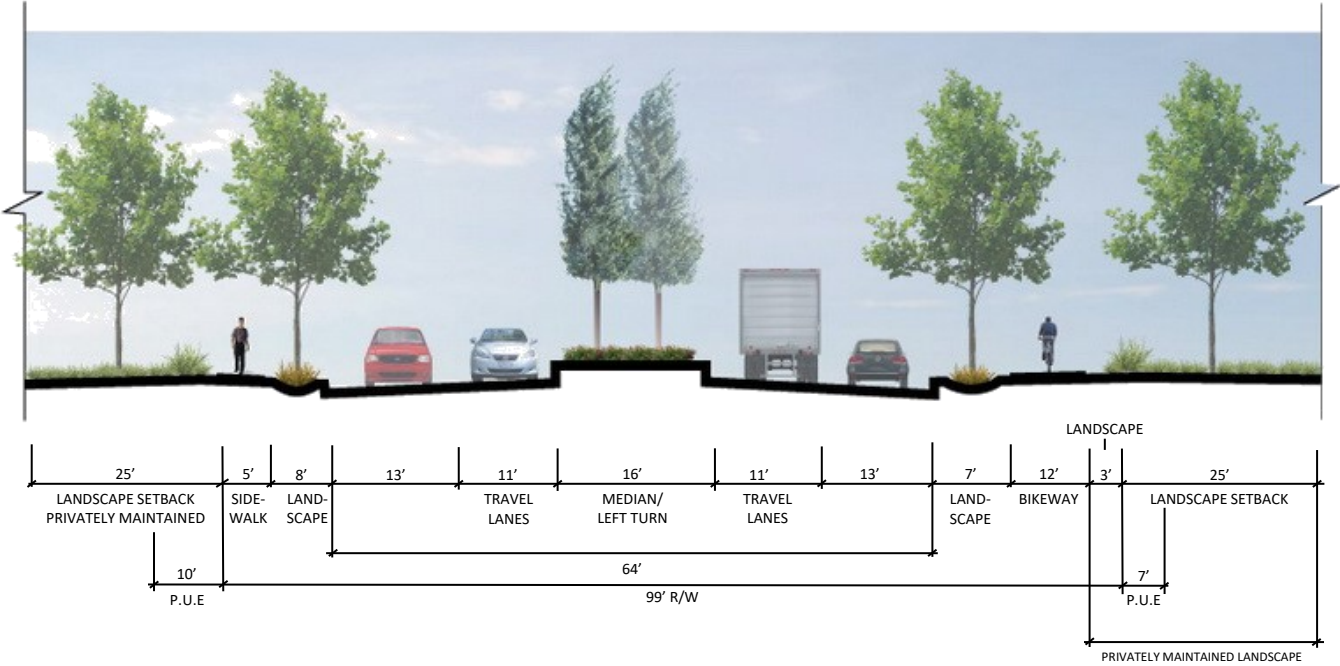 LANDSCAPE
25’ 5’ 8’ 13’ 11’ 16’ 11’ 13’ 7’ 12’ 3’ 25’
LANDSCAPE SETBACK
PRIVATELY MAINTAINED
SIDE-
WALK
LAND-
SCAPE
TRAVEL
LANES
MEDIAN/
LEFT TURN
TRAVEL
LANES
LAND-
SCAPE
BIKEWAY
LANDSCAPE SETBACK
64’
10’
P.U.E
99’ R/W
7’
P.U.E
PRIVATELY MAINTAINED LANDSCAPE